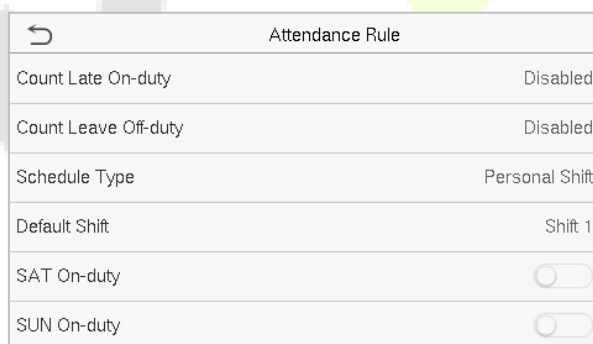 Attendance Rule
Count Late On-duty Disabled
Count Leave Off-duty Disabled
Schedule Type Personal Shift
Default Shift Shift 1
SAT On-duty
SUN On-duty